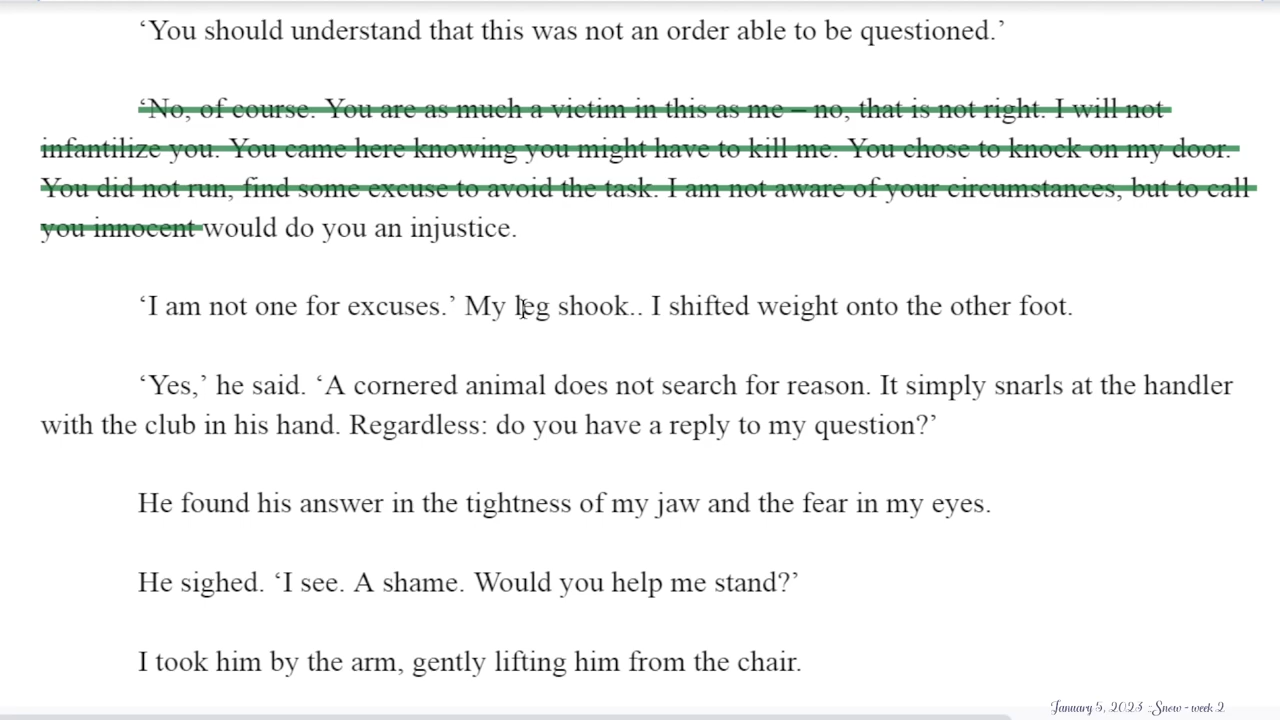 ‘You should understand that this was not an order able to be questioned.’
‘No, of course. You are as much a victim in this as me – no, that is not right. I will not
infantilize you. You came here knowing you might have to kill me. You chose to knock on my door.
You did not run, find some excuse to avoid the task. I am not aware of your circumstances, but to call
you innocent would do you an injustice.
‘I am not one for excuses.’ My leg shook.. I shifted weight onto the other foot.
‘Yes,’ he said. ‘A cornered animal does not search for reason. It simply snarls at the handler
with the club in his hand. Regardless: do you have a reply to my question?’
He found his answer in the tightness of my jaw and the fear in my eyes.
He sighed. ‘I see. A shame. Would you help me stand?’
I took him by the arm, gently lifting him from the chair.
January 5, 2023 :: Snow - week 2